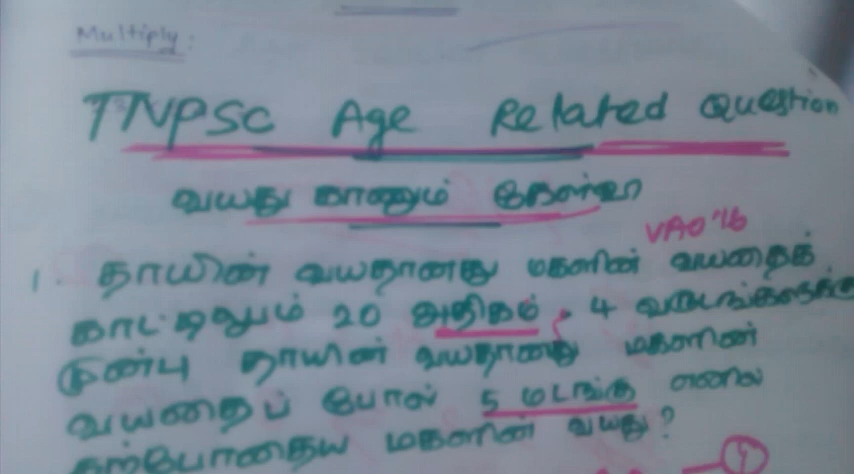 Multiply:
TNPSC Age Related Question
வயது காணும் கேள்வி
VAO'16
1. தாயின் வயதானது மகளின் வயதைக்
காட்டிலும் 20 அதிகம். 4 வருடங்களுக்கு
முன்பு தாயின் வயதானது மகளின்
வயதைப் போல் 5 மடங்கு எனில்
தற்போதைய மகளின் வயது?
9